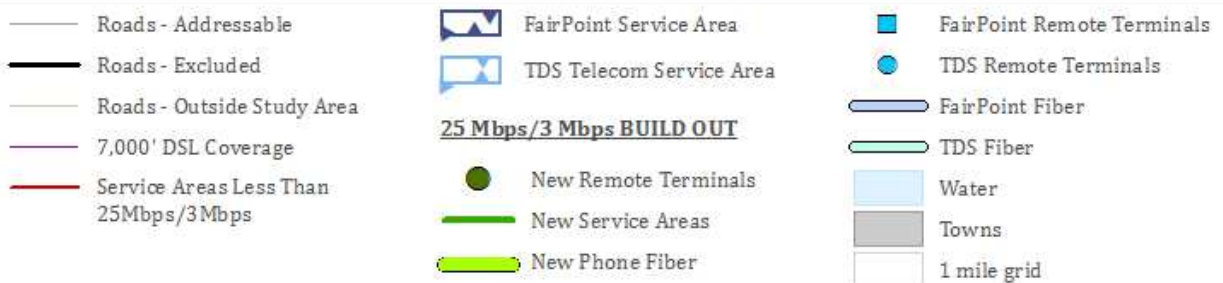 Roads - Addressable
Roads - Excluded
Roads - Outside Study Area
7,000' DSL Coverage
Service Areas Less Than
25Mbps/3Mbps
FairPoint Service Area
TDS Telecom Service Area
25 Mbps/3 Mbps BUILD OUT
New Remote Terminals
New Service Areas
New Phone Fiber
FairPoint Remote Terminals
TDS Remote Terminals
FairPoint Fiber
TDS Fiber
Water
Towns
1 mile grid